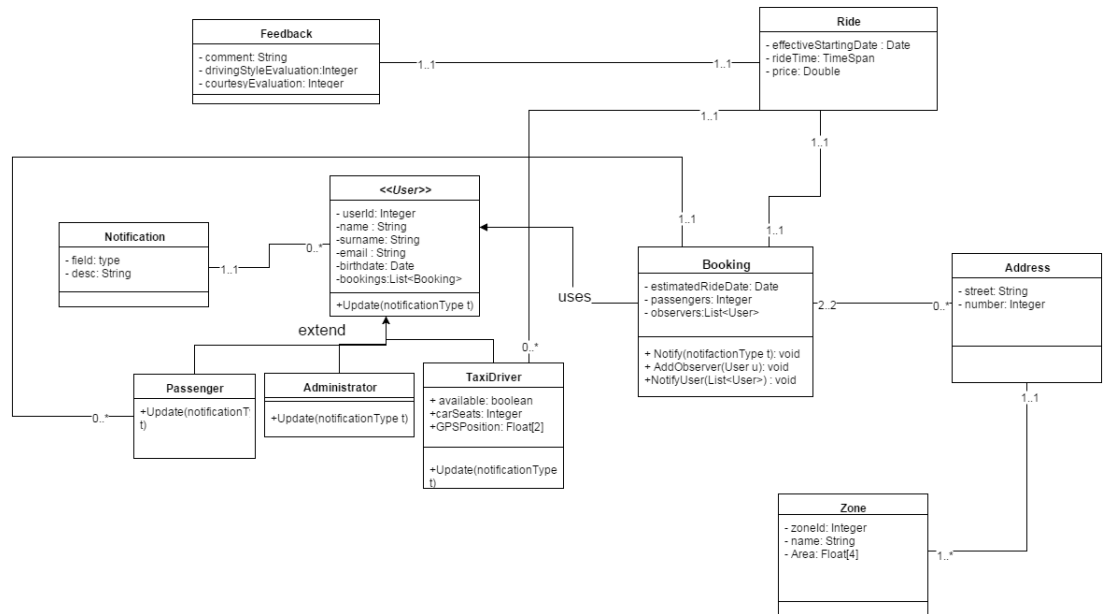 Ride
- effectiveStartingDate : Date
- rideTime: TimeSpan
- price: Double
Feedback
- comment: String
- drivingStyleEvaluation:Integer
- courtesyEvaluation: Integer
1..1
1..1
1..1
1..1
<<User>>
- userId: Integer
-name : String
-surname: String
-email : String
-birthdate: Date
-bookings:List<Booking>
+Update(notificationType t)
Notification
- field: type
- desc: String
1..1
0..*
1..1
1..1
Booking
- estimatedRideDate: Date
- passengers: Integer
- observers:List<User>
+ Notify(notifactionType t): void
+ AddObserver(User u): void
+NotifyUser(List<User>) : void
uses
2..2
0..*
Address
- street: String
- number: Integer
extend
0..*
Passenger
+Update(notificationT
t)
0..*
Administrator
+Update(notificationType t)
TaxiDriver
+ available: boolean
+carSeats: Integer
+GPSPosition: Float[2]
+Update(notificationType
t)
1..1
Zone
- zoneId: Integer
- name: String
- Area: Float[4]
1..*